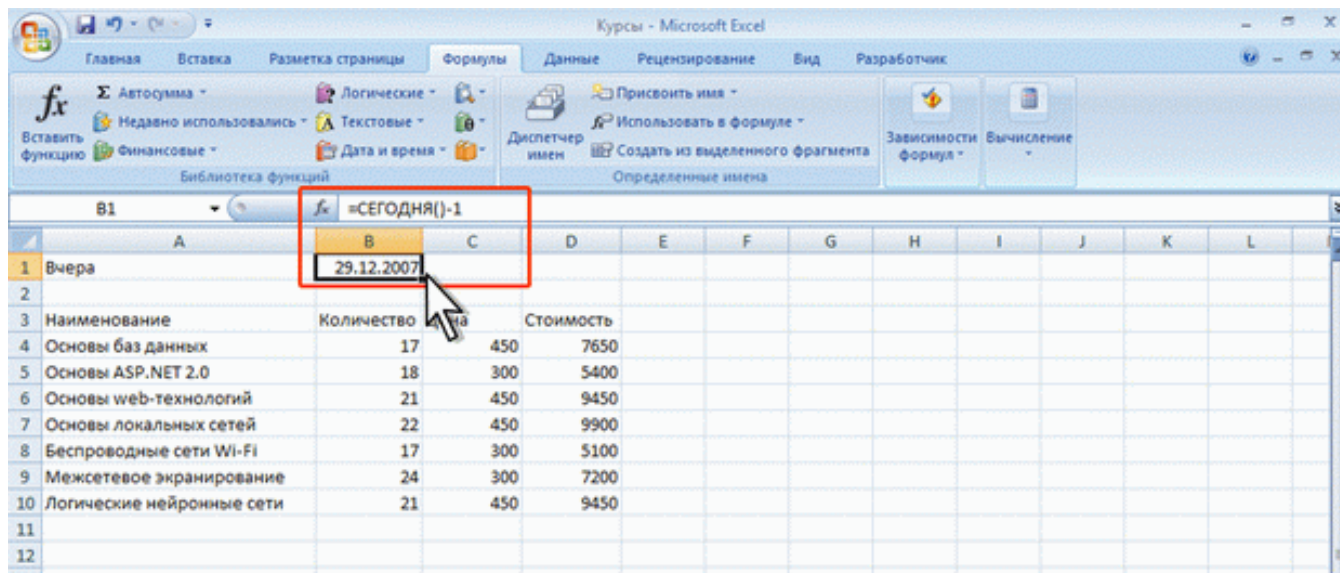 Курсы - Microsoft Excel
Главная Вставка Разметка страницы Формулы Данные Рецензирование Вид Разработчик
fx Вставить функцию
Σ Автосумма
Недавно использовались
Финансовые
Логические
Текстовые
Дата и время
Библиотека функций
Диспетчер имен
Присвоить имя
Использовать в формуле
Создать из выделенного фрагмента
Определенные имена
Зависимости формул
Вычисление
B1 fx =СЕГОДНЯ()-1
A B C D E F G H I J K L
1 Вчера 29.12.2007
2
3 Наименование Количество Стоимость
4 Основы баз данных 17 450 7650
5 Основы ASP.NET 2.0 18 300 5400
6 Основы web-технологий 21 450 9450
7 Основы локальных сетей 22 450 9900
8 Беспроводные сети Wi-Fi 17 300 5100
9 Межсетевое экранирование 24 300 7200
10 Логические нейронные сети 21 450 9450
11
12